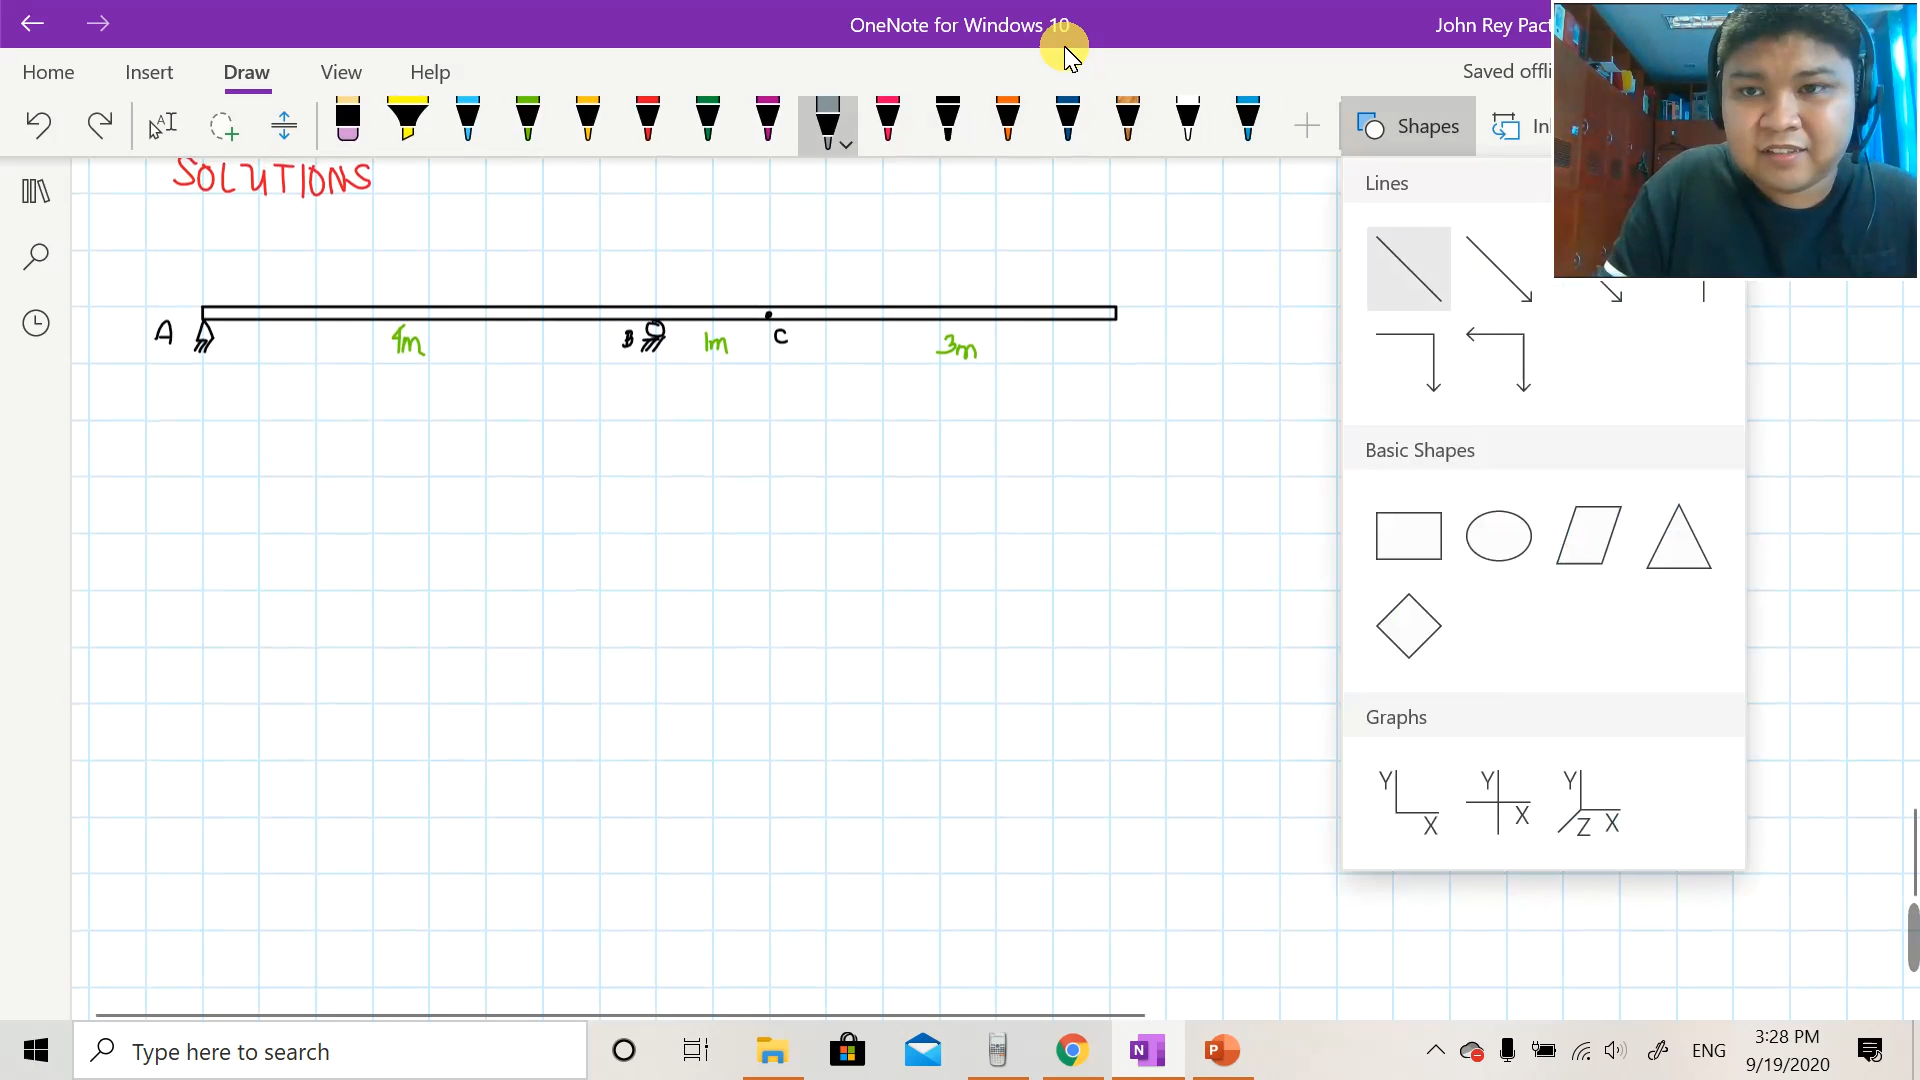 OneNote for Windows 10
John Rey Pact
Home
Insert
Draw
View
Help
Saved offli
Shapes
SOLUTIONS
Lines
A
4m
B
1m
C
3m
Basic Shapes
Graphs
Y
X
Y
X
Y
Z
X
Type here to search
N
P
ENG
3:28 PM
9/19/2020